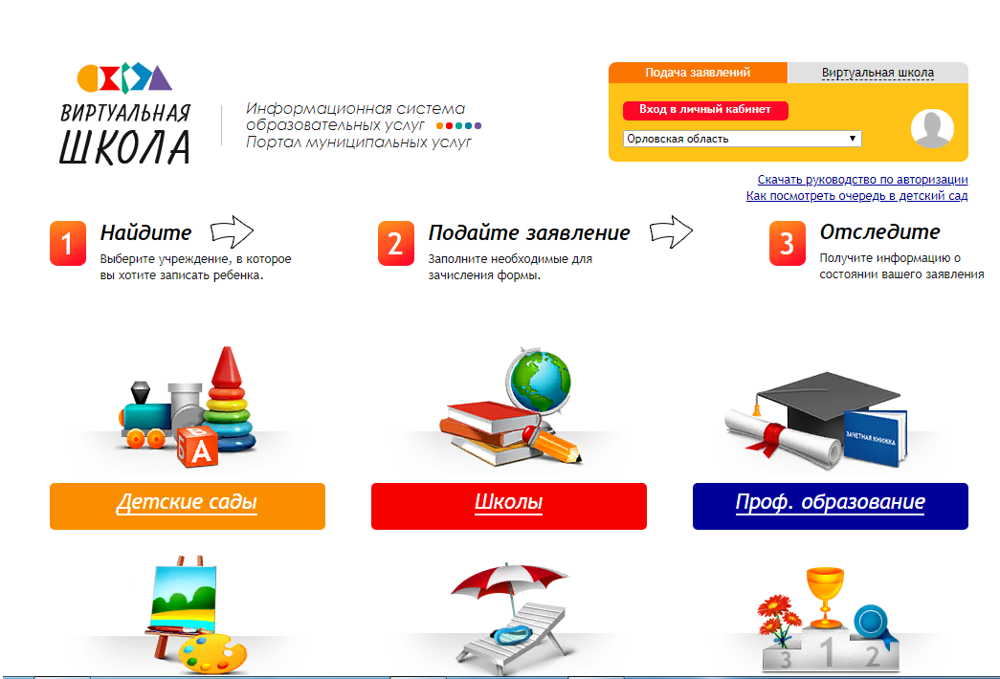 ВИРТУАЛЬНАЯ
ШКОЛА
Информационная система
образовательных услуг
Портал муниципальных услуг
Подача заявлений
Виртуальная школа
Вход в личный кабинет
Орловская область
Скачать руководство по авторизации
Как посмотреть очередь в детский сад
1
Найдите
Выберите учреждение, в которое
вы хотите записать ребенка.
2
Подайте заявление
Заполните необходимые для
зачисления формы.
3
Отследите
Получите информацию о
состоянии вашего заявления
В
Б А
ЗАЧЕТНАЯ КНИЖКА
Детские сады
Школы
Проф. образование
3 1 2